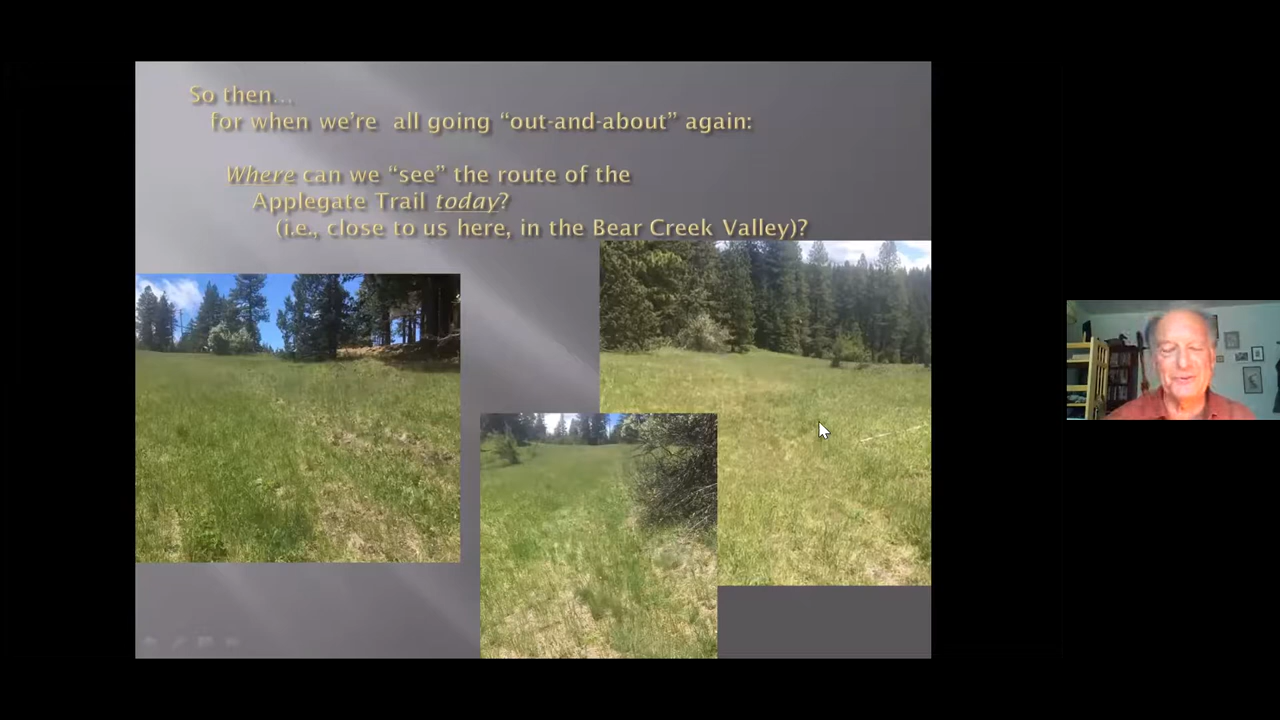 So then...
for when we're all going "out-and-about" again:
Where can we "see" the route of the
Applegate Trail today?
(i.e., close to us here, in the Bear Creek Valley)?